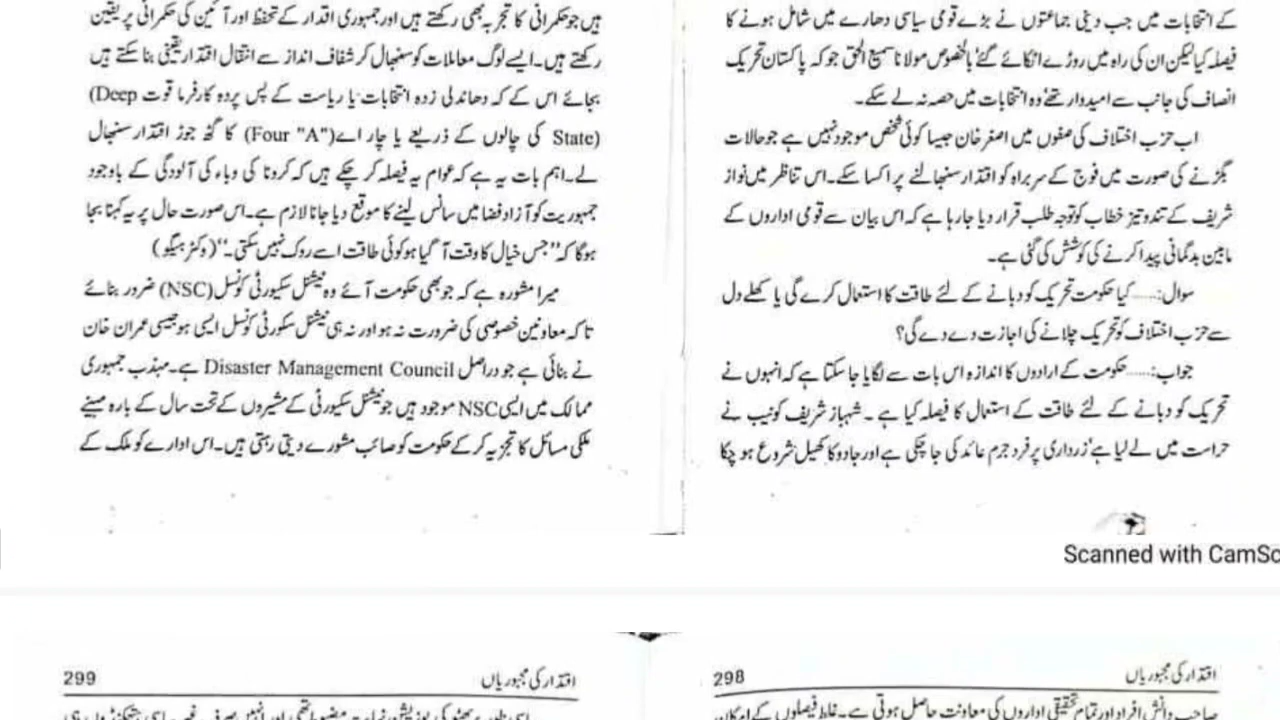 کے انتخابات میں جب دینی جماعتوں نے بڑے قومی سیاسی دھارے میں شامل ہونے کا
فیصلہ کیا لیکن ان کی راہ میں روڑے اٹکائے گئے بالخصوص مولانا سمیع الحق جو کہ پاکستان تحریک
انصاف کی جانب سے امیدوار تھے وہ انتخابات میں حصہ نہ لے سکے۔
اب حزب اختلاف کی صفوں میں اصغر خان جیسا کوئی شخص موجود نہیں ہے جو حالات
بگڑنے کی صورت میں فوج کے سربراہ کو اقتدار سنبھالنے پر اکسا سکے۔ اس تناظر میں نواز
شریف کے تند و تیز خطاب کو توجہ طلب قرار دیا جا رہا ہے کہ اس بیان سے قومی اداروں کے
مابین بدگمانی پیدا کرنے کی کوشش کی گئی ہے۔
سوال:..... کیا حکومت تحریک کو دبانے کے لئے طاقت کا استعمال کرے گی یا کھلے دل
سے حزب اختلاف کو تحریک چلانے کی اجازت دے دے گی؟
جواب:..... حکومت کے ارادوں کا اندازہ اس بات سے لگایا جا سکتا ہے کہ انہوں نے
تحریک کو دبانے کے لئے طاقت کے استعمال کا فیصلہ کیا ہے۔ شہباز شریف کو نیب نے
حراست میں لے لیا ہے زرداری پر فرد جرم عائد کی جا چکی ہے اور جادو کا کھیل شروع ہو چکا
ہیں جو حکمرانی کا تجربہ بھی رکھتے ہیں اور جمہوری اقدار کے تحفظ اور آئین کی حکمرانی پر یقین
رکھتے ہیں۔ ایسے لوگ معاملات کو سنبھال کر شفاف انداز سے انتقال اقتدار یقینی بنا سکتے ہیں
بجائے اس کے کہ دھاندلی زدہ انتخابات یا ریاست کے پس پردہ کارفرما قوت (Deep
State) کی چالوں کے ذریعے یا چار اے (Four "A") کا گٹھ جوڑ اقتدار سنبھال
لے۔ اہم بات یہ ہے کہ عوام یہ فیصلہ کر چکے ہیں کہ کرونا کی وباء کی آلودگی کے باوجود
جمہوریت کو آزاد فضا میں سانس لینے کا موقع دیا جانا لازم ہے۔ اس صورت حال پر یہ کہنا بجا
ہوگا کہ "جس خیال کا وقت آ گیا ہو کوئی طاقت اسے روک نہیں سکتی۔" (وکٹر ہیگو)
میرا مشورہ ہے کہ جو بھی حکومت آئے وہ نیشنل سیکورٹی کونسل (NSC) ضرور بنائے
تاکہ معاونین خصوصی کی ضرورت نہ ہو اور نہ ہی نیشنل سکورٹی کونسل ایسی ہو جیسی عمران خان
نے بنائی ہے جو دراصل Disaster Management Council ہے۔ مہذب جمہوری
ممالک میں ایسی NSC موجود ہیں جو نیشنل سکیورٹی کے مشیروں کے تحت سال کے بارہ مہینے
ملکی مسائل کا تجزیہ کر کے حکومت کو صائب مشورے دیتی رہتی ہیں۔ اس ادارے کو ملک کے
Scanned with CamSc
اقتدار کی مجبوریاں 298
صاحب دانش افراد اور تمام تحقیقی اداروں کی معاونت حاصل ہوتی ہے۔ غلط فیصلوں کے امکان
اقتدار کی مجبوریاں 299